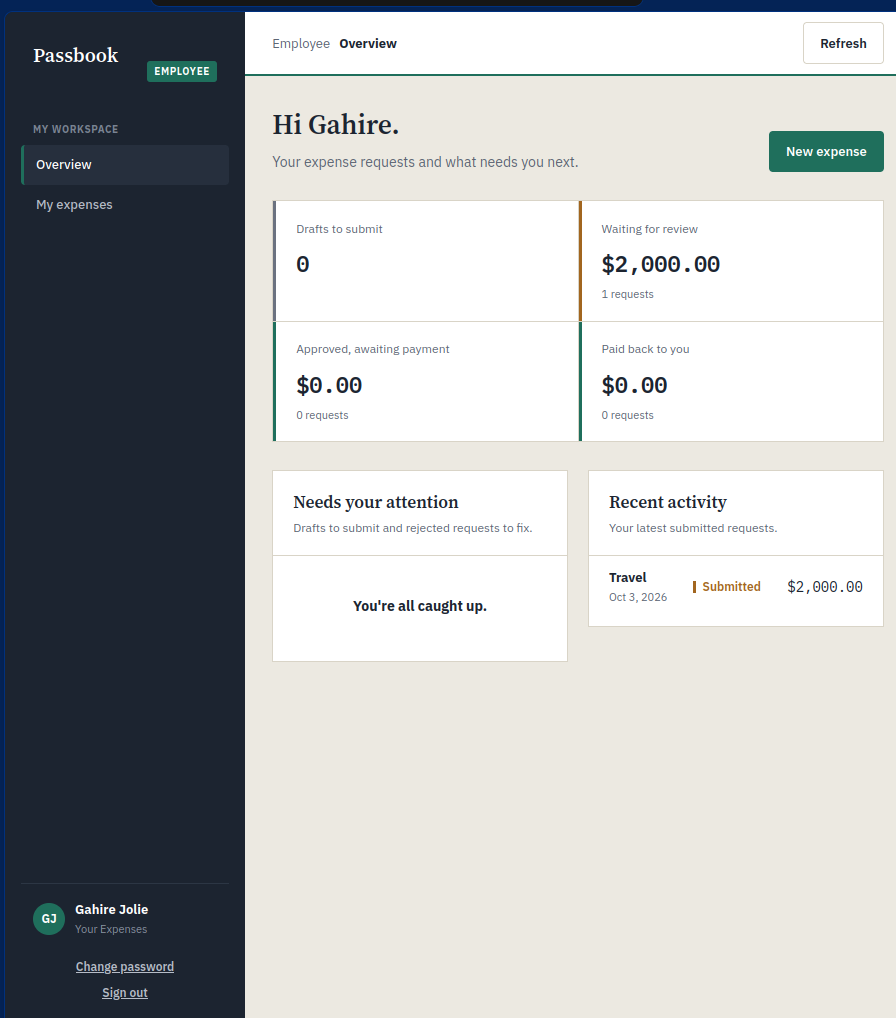 Passbook
EMPLOYEE
MY WORKSPACE
Overview
My expenses
GJ
Gahire Jolie
Your Expenses
Change password
Sign out
Employee Overview
Refresh
Hi Gahire.
Your expense requests and what needs you next.
New expense
Drafts to submit
0
Waiting for review
$2,000.00
1 requests
Approved, awaiting payment
$0.00
0 requests
Paid back to you
$0.00
0 requests
Needs your attention
Drafts to submit and rejected requests to fix.
You're all caught up.
Recent activity
Your latest submitted requests.
Travel
Oct 3, 2026
Submitted
$2,000.00